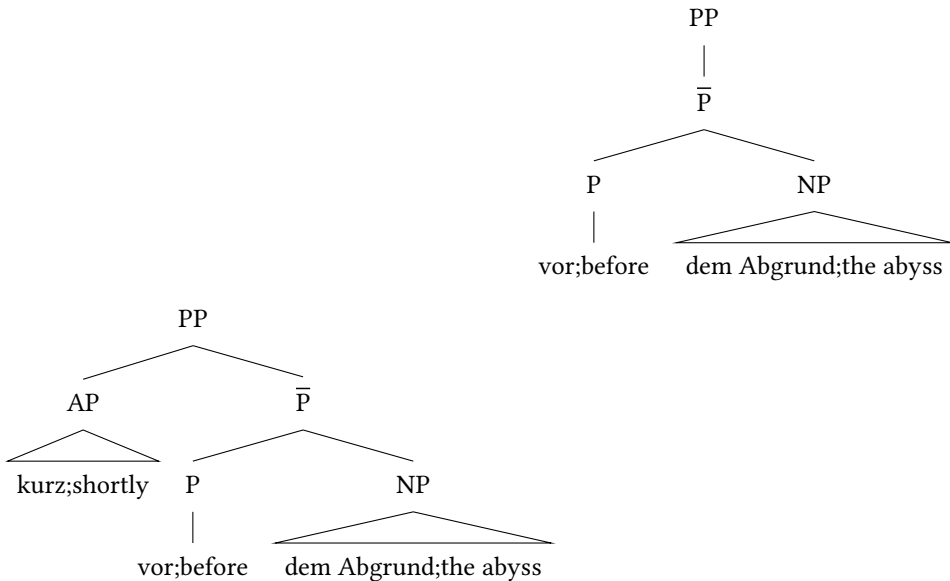 PP
P̅
P NP
vor;before dem Abgrund;the abyss
PP
AP P̅
kurz;shortly P NP
vor;before dem Abgrund;the abyss